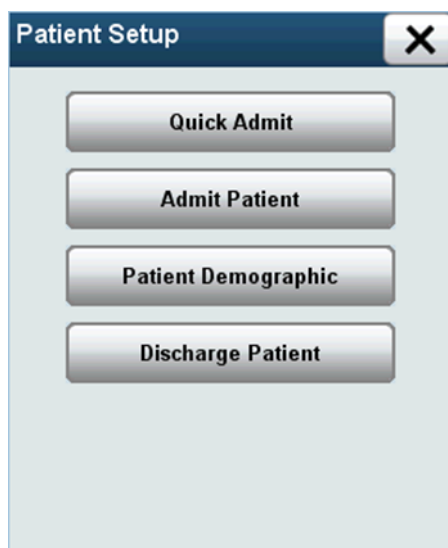 Patient Setup
Quick Admit
Admit Patient
Patient Demographic
Discharge Patient